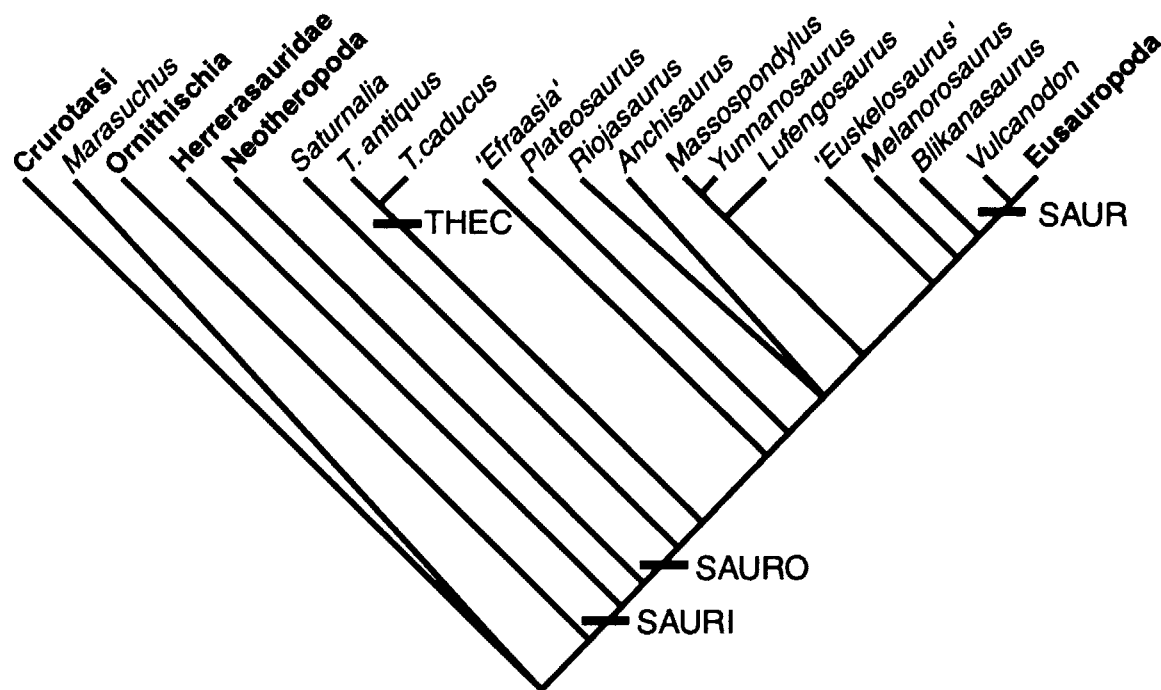 Crurotarsi
Marasuchus
Ornithischia
Herrerasauridae
Neotheropoda
Saturnalia
T. antiquus
T.caducus
'Efraasia'
Plateosaurus
Riojasaurus
Anchisaurus
Massospondylus
Yunnanosaurus
Lufengosaurus
'Euskelosaurus'
Melanorosaurus
Blikanasaurus
Vulcanodon
Eusauropoda
THEC
SAUR
SAURO
SAURI